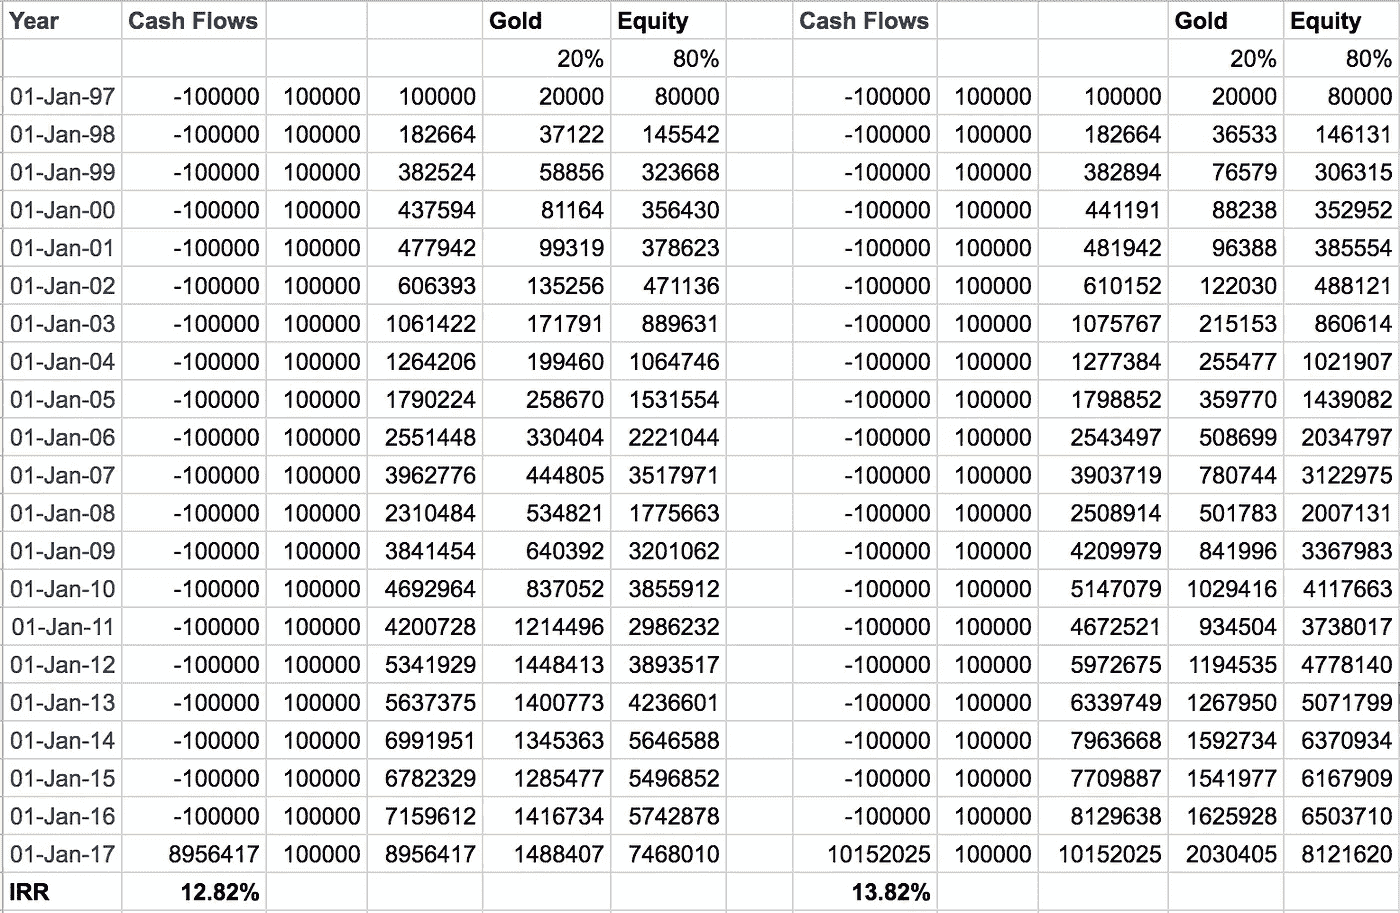 Year Cash Flows Gold Equity Cash Flows Gold Equity
20% 80% 20% 80%
01-Jan-97 -100000 100000 100000 20000 80000 -100000 100000 100000 20000 80000
01-Jan-98 -100000 100000 182664 37122 145542 -100000 100000 182664 36533 146131
01-Jan-99 -100000 100000 382524 58856 323668 -100000 100000 382894 76579 306315
01-Jan-00 -100000 100000 437594 81164 356430 -100000 100000 441191 88238 352952
01-Jan-01 -100000 100000 477942 99319 378623 -100000 100000 481942 96388 385554
01-Jan-02 -100000 100000 606393 135256 471136 -100000 100000 610152 122030 488121
01-Jan-03 -100000 100000 1061422 171791 889631 -100000 100000 1075767 215153 860614
01-Jan-04 -100000 100000 1264206 199460 1064746 -100000 100000 1277384 255477 1021907
01-Jan-05 -100000 100000 1790224 258670 1531554 -100000 100000 1798852 359770 1439082
01-Jan-06 -100000 100000 2551448 330404 2221044 -100000 100000 2543497 508699 2034797
01-Jan-07 -100000 100000 3962776 444805 3517971 -100000 100000 3903719 780744 3122975
01-Jan-08 -100000 100000 2310484 534821 1775663 -100000 100000 2508914 501783 2007131
01-Jan-09 -100000 100000 3841454 640392 3201062 -100000 100000 4209979 841996 3367983
01-Jan-10 -100000 100000 4692964 837052 3855912 -100000 100000 5147079 1029416 4117663
01-Jan-11 -100000 100000 4200728 1214496 2986232 -100000 100000 4672521 934504 3738017
01-Jan-12 -100000 100000 5341929 1448413 3893517 -100000 100000 5972675 1194535 4778140
01-Jan-13 -100000 100000 5637375 1400773 4236601 -100000 100000 6339749 1267950 5071799
01-Jan-14 -100000 100000 6991951 1345363 5646588 -100000 100000 7963668 1592734 6370934
01-Jan-15 -100000 100000 6782329 1285477 5496852 -100000 100000 7709887 1541977 6167909
01-Jan-16 -100000 100000 7159612 1416734 5742878 -100000 100000 8129638 1625928 6503710
01-Jan-17 8956417 100000 8956417 1488407 7468010 10152025 100000 10152025 2030405 8121620
IRR 12.82% 13.82%